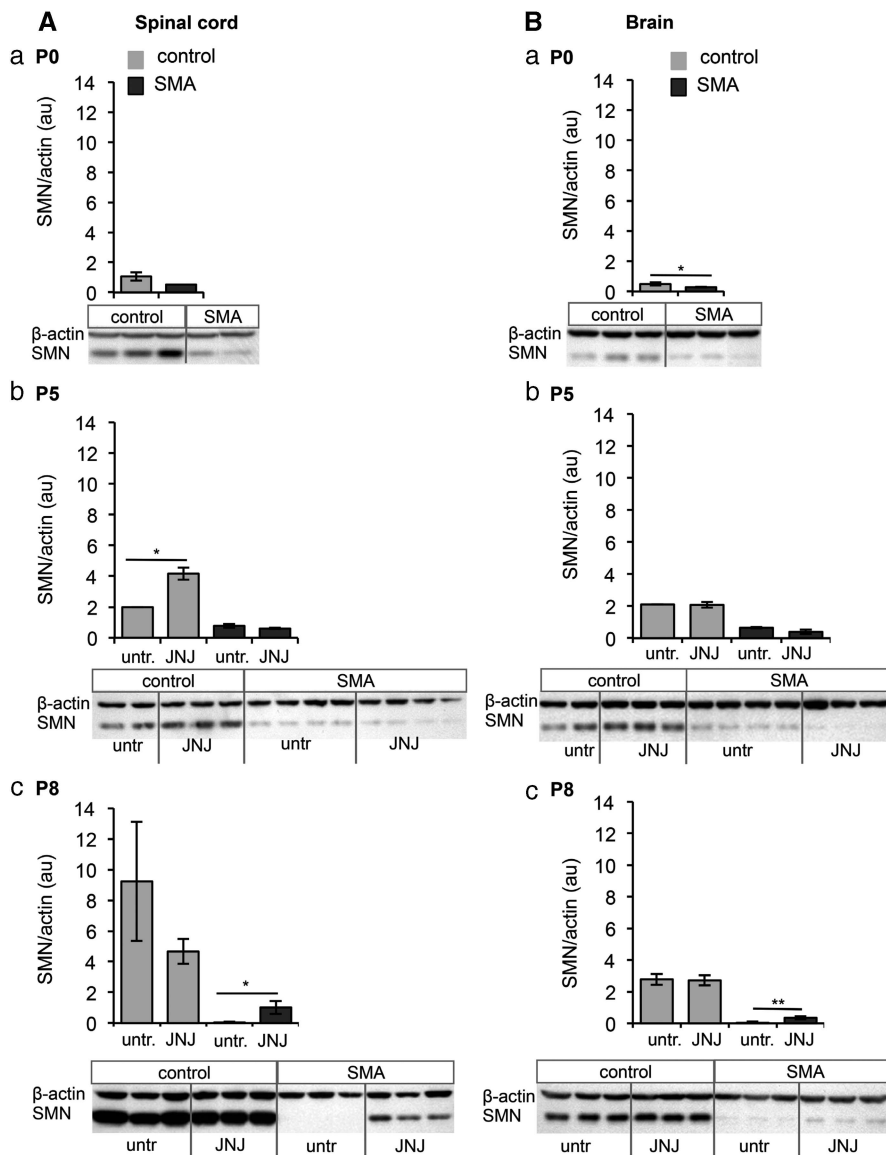 A Spinal cord
a P0
control
SMA
SMN/actin (au)
14
12
10
8
6
4
2
0
control SMA
β-actin
SMN
b P5
SMN/actin (au)
14
12
10
8
6
4
2
0
*
untr. JNJ untr. JNJ
control SMA
β-actin
SMN
untr JNJ untr JNJ
c P8
SMN/actin (au)
14
12
10
8
6
4
2
0
*
untr. JNJ untr. JNJ
control SMA
β-actin
SMN
untr JNJ untr JNJ
B Brain
a P0
control
SMA
SMN/actin (au)
14
12
10
8
6
4
2
0
*
control SMA
β-actin
SMN
b P5
SMN/actin (au)
14
12
10
8
6
4
2
0
untr. JNJ untr. JNJ
control SMA
β-actin
SMN
untr JNJ untr JNJ
c P8
SMN/actin (au)
14
12
10
8
6
4
2
0
**
untr. JNJ untr. JNJ
control SMA
β-actin
SMN
untr JNJ untr JNJ